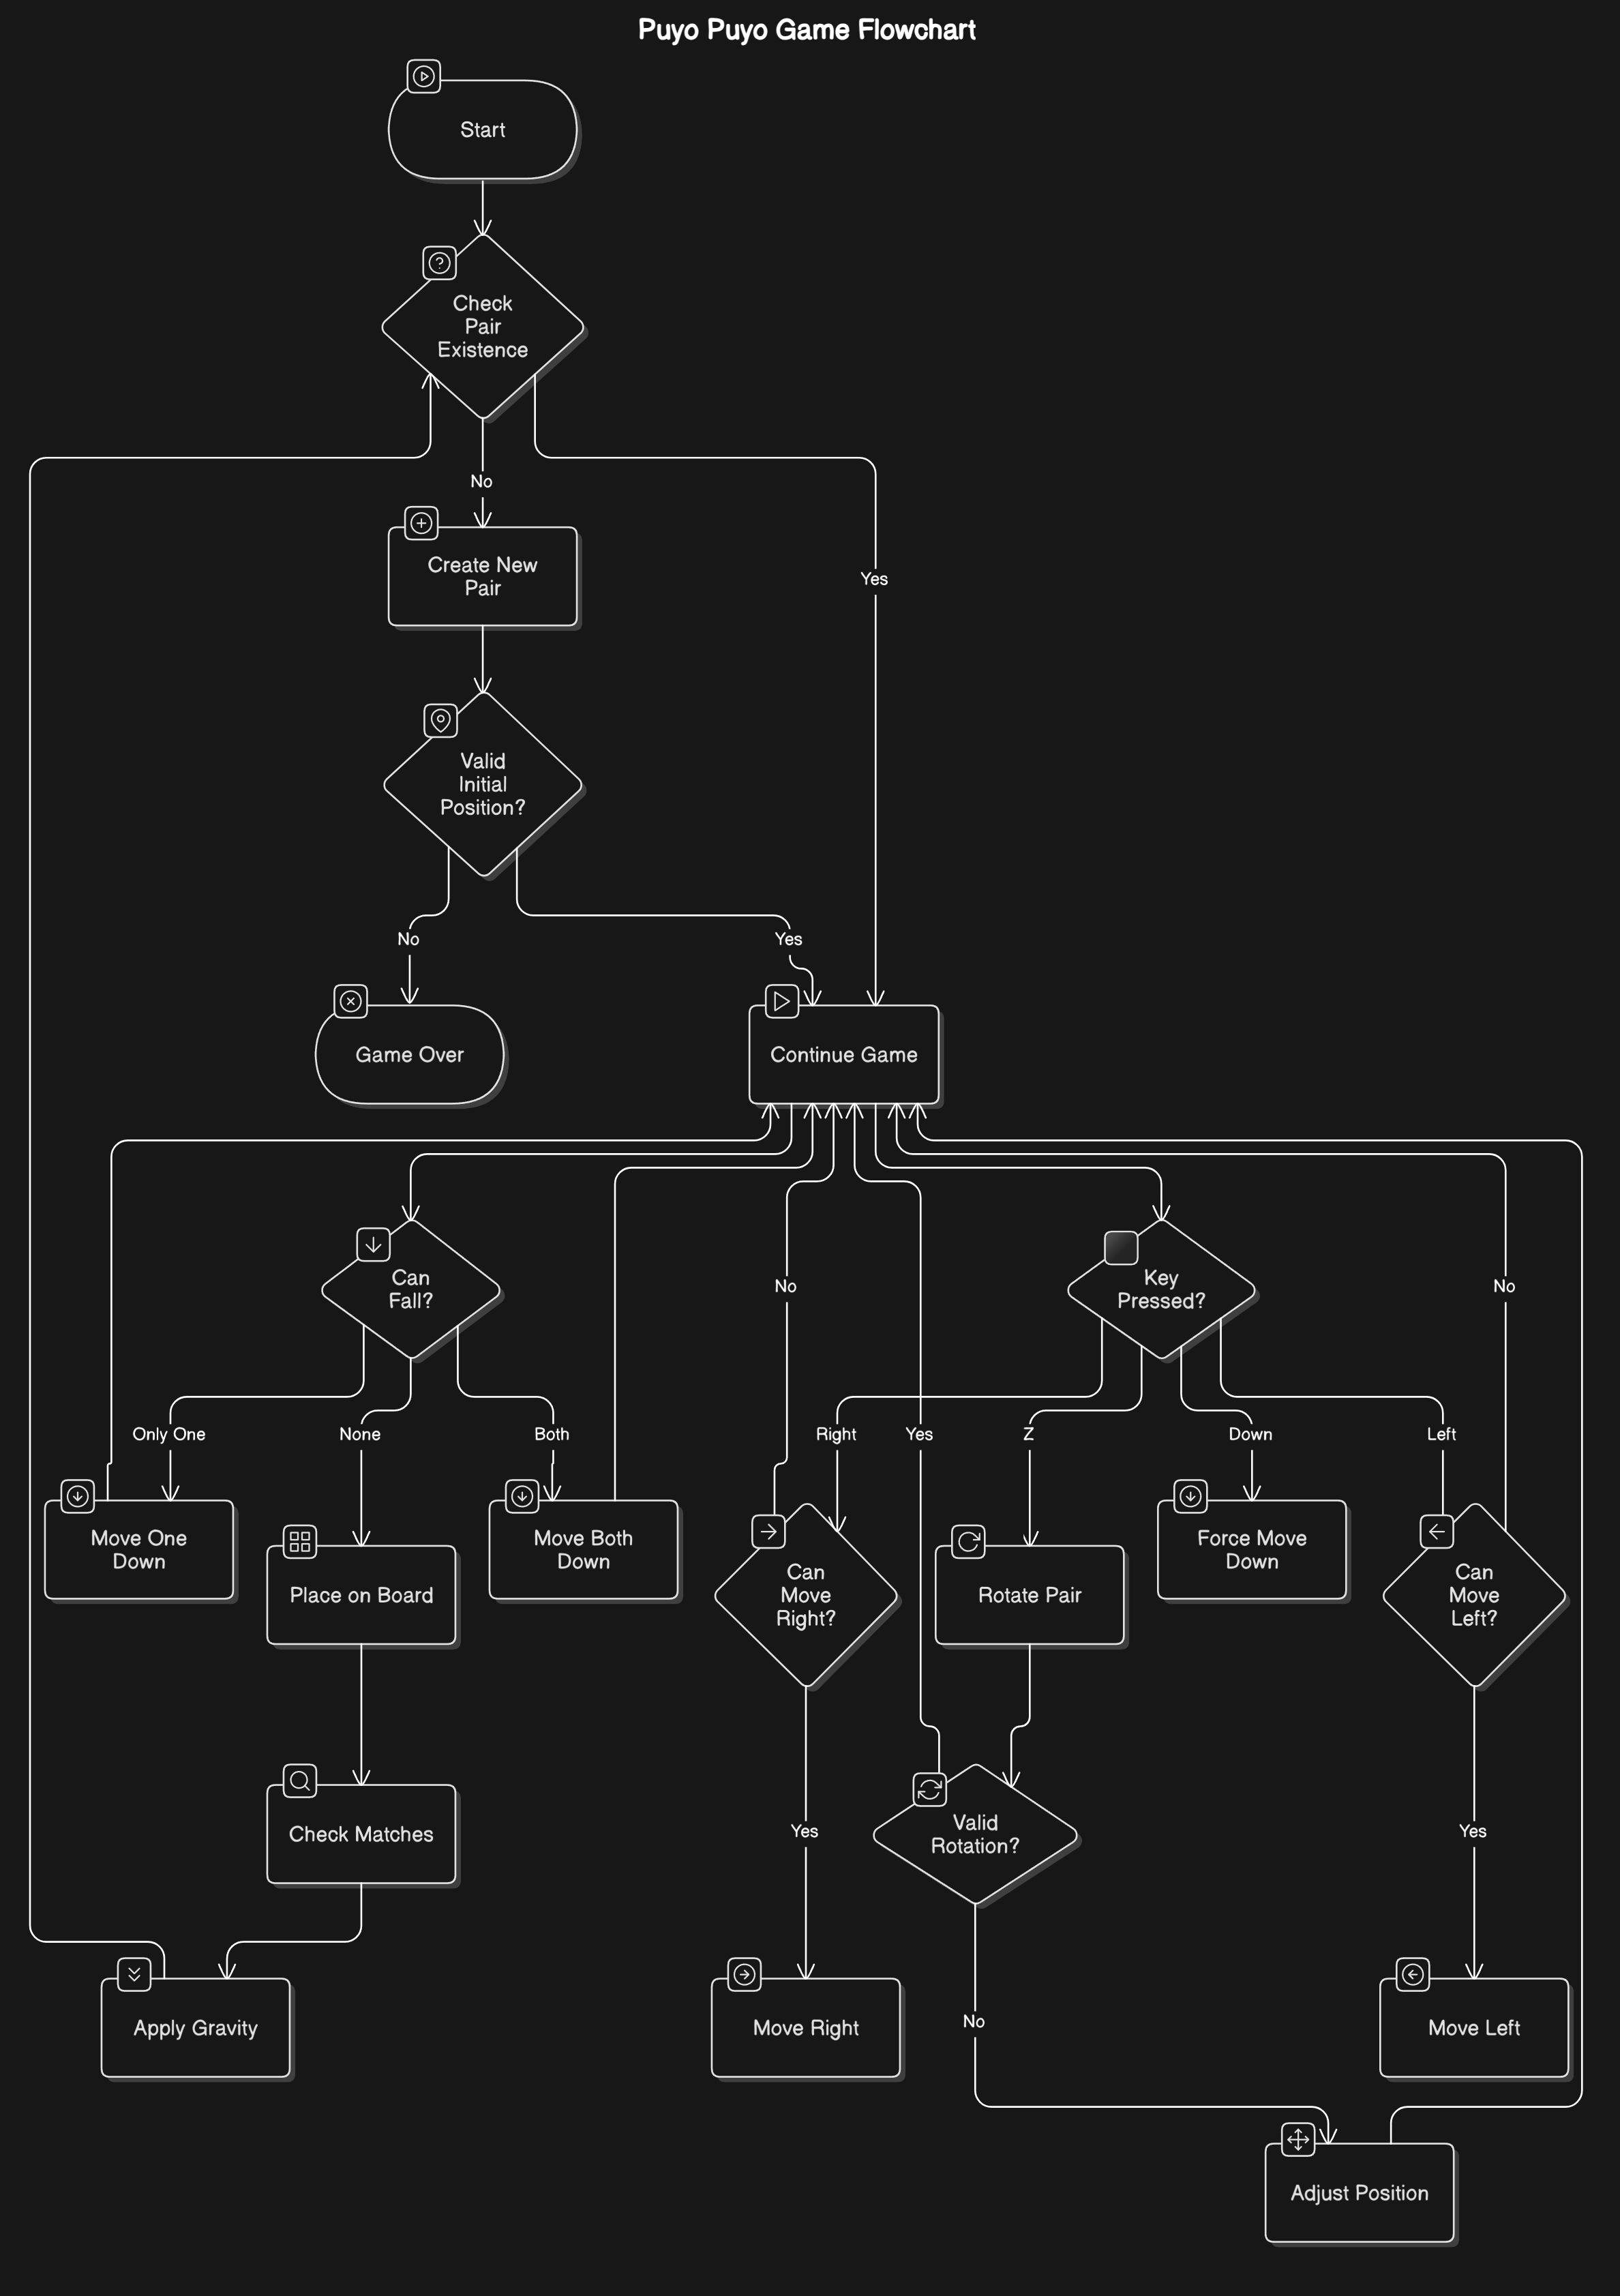 Puyo Puyo Game Flowchart
Start
Check
Pair
Existence
No
Create New
Pair
Yes
Valid
Initial
Position?
No
Yes
Game Over
Continue Game
Can
Fall?
No
Key
Pressed?
No
Only One
None
Both
Right
Yes
Z
Down
Left
Move One
Down
Place on Board
Move Both
Down
Can
Move
Right?
Rotate Pair
Force Move
Down
Can
Move
Left?
Check Matches
Yes
Valid
Rotation?
Yes
Apply Gravity
Move Right
No
Move Left
Adjust Position